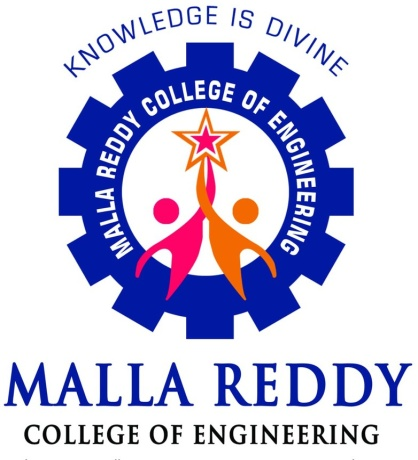 KNOWLEDGE IS DIVINE
MALLA REDDY COLLEGE OF ENGINEERING
MALLA REDDY
COLLEGE OF ENGINEERING